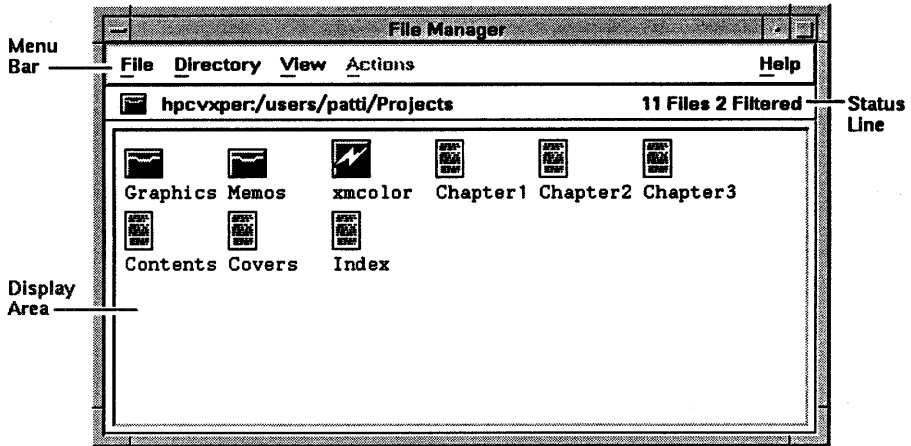 File Manager
Menu
Bar
File Directory View Actions Help
hpcvxper:/users/patti/Projects 11 Files 2 Filtered
Status
Line
Graphics Memos xmcolor Chapter1 Chapter2 Chapter3
Contents Covers Index
Display
Area